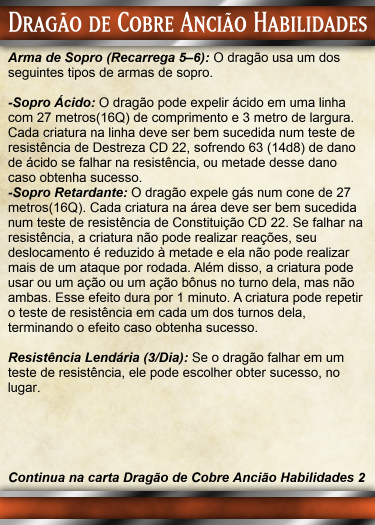 Dragão de Cobre Ancião Habilidades
Arma de Sopro (Recarrega 5–6): O dragão usa um dos
seguintes tipos de armas de sopro.
-Sopro Ácido: O dragão pode expelir ácido em uma linha
com 27 metros(16Q) de comprimento e 3 metro de largura.
Cada criatura na linha deve ser bem sucedida num teste de
resistência de Destreza CD 22, sofrendo 63 (14d8) de dano
de ácido se falhar na resistência, ou metade desse dano
caso obtenha sucesso.
-Sopro Retardante: O dragão expele gás num cone de 27
metros(16Q). Cada criatura na área deve ser bem sucedida
num teste de resistência de Constituição CD 22. Se falhar na
resistência, a criatura não pode realizar reações, seu
deslocamento é reduzido à metade e ela não pode realizar
mais de um ataque por rodada. Além disso, a criatura pode
usar ou um ação ou um ação bônus no turno dela, mas não
ambas. Esse efeito dura por 1 minuto. A criatura pode repetir
o teste de resistência em cada um dos turnos dela,
terminando o efeito caso obtenha sucesso.
Resistência Lendária (3/Dia): Se o dragão falhar em um
teste de resistência, ele pode escolher obter sucesso, no
lugar.
Continua na carta Dragão de Cobre Ancião Habilidades 2